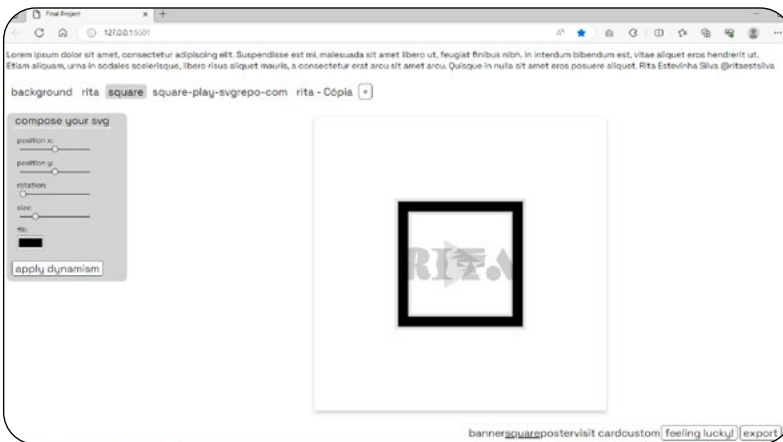 Final Project
127.0.0.1:5501
Lorem ipsum dolor sit amet, consectetur adipiscing elit. Suspendisse est mi, malesuada sit amet libero ut, feugiat finibus nibh. In interdum bibendum est, vitae aliquet eros hendrerit ut.
Etiam aliquam, urna in sodales scelerisque, libero risus aliquet mauris, a consectetur erat arcu sit amet arcu. Quisque in nulla sit amet eros posuere aliquet. Rita Estevinha Silva @ritaestsilva
background rita square square-play-svgrepo-com rita - Cópia +
compose your svg
position x:
position y:
rotation:
size:
fill:
apply dynamism
RITA
bannersquarepostervisit cardcustom feeling lucky! export